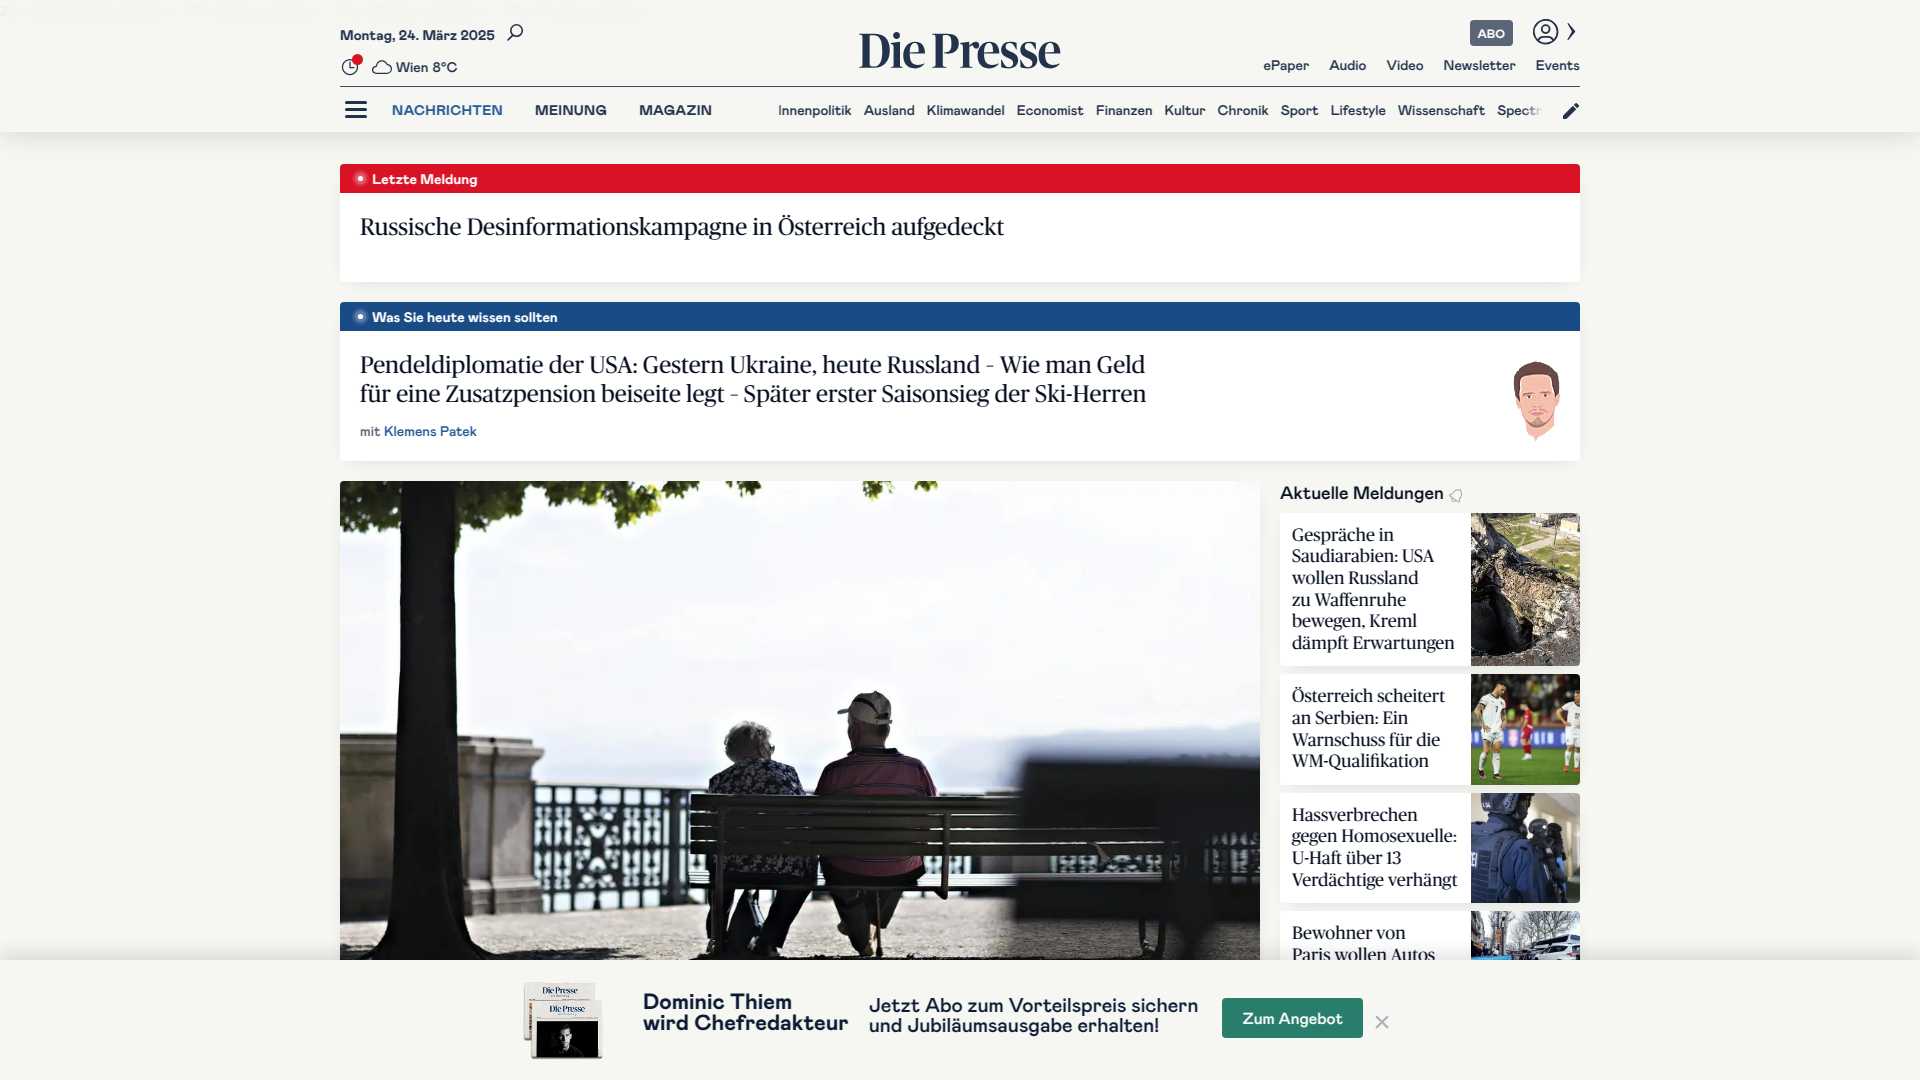 Montag, 24. März 2025
Wien 8°C
Die Presse
ABO
ePaper Audio Video Newsletter Events
NACHRICHTEN MEINUNG MAGAZIN
Innenpolitik Ausland Klimawandel Economist Finanzen Kultur Chronik Sport Lifestyle Wissenschaft Spectr
Letzte Meldung
Russische Desinformationskampagne in Österreich aufgedeckt
Was Sie heute wissen sollten
Pendeldiplomatie der USA: Gestern Ukraine, heute Russland – Wie man Geld
für eine Zusatzpension beiseite legt – Später erster Saisonsieg der Ski-Herren
mit Klemens Patek
Aktuelle Meldungen
Gespräche in
Saudiarabien: USA
wollen Russland
zu Waffenruhe
bewegen, Kreml
dämpft Erwartungen
Österreich scheitert
an Serbien: Ein
Warnschuss für die
WM-Qualifikation
Hassverbrechen
gegen Homosexuelle:
U-Haft über 13
Verdächtige verhängt
Bewohner von
Paris wollen Autos
Die Presse
Die Presse
Dominic Thiem
wird Chefredakteur
Jetzt Abo zum Vorteilspreis sichern
und Jubiläumsausgabe erhalten!
Zum Angebot